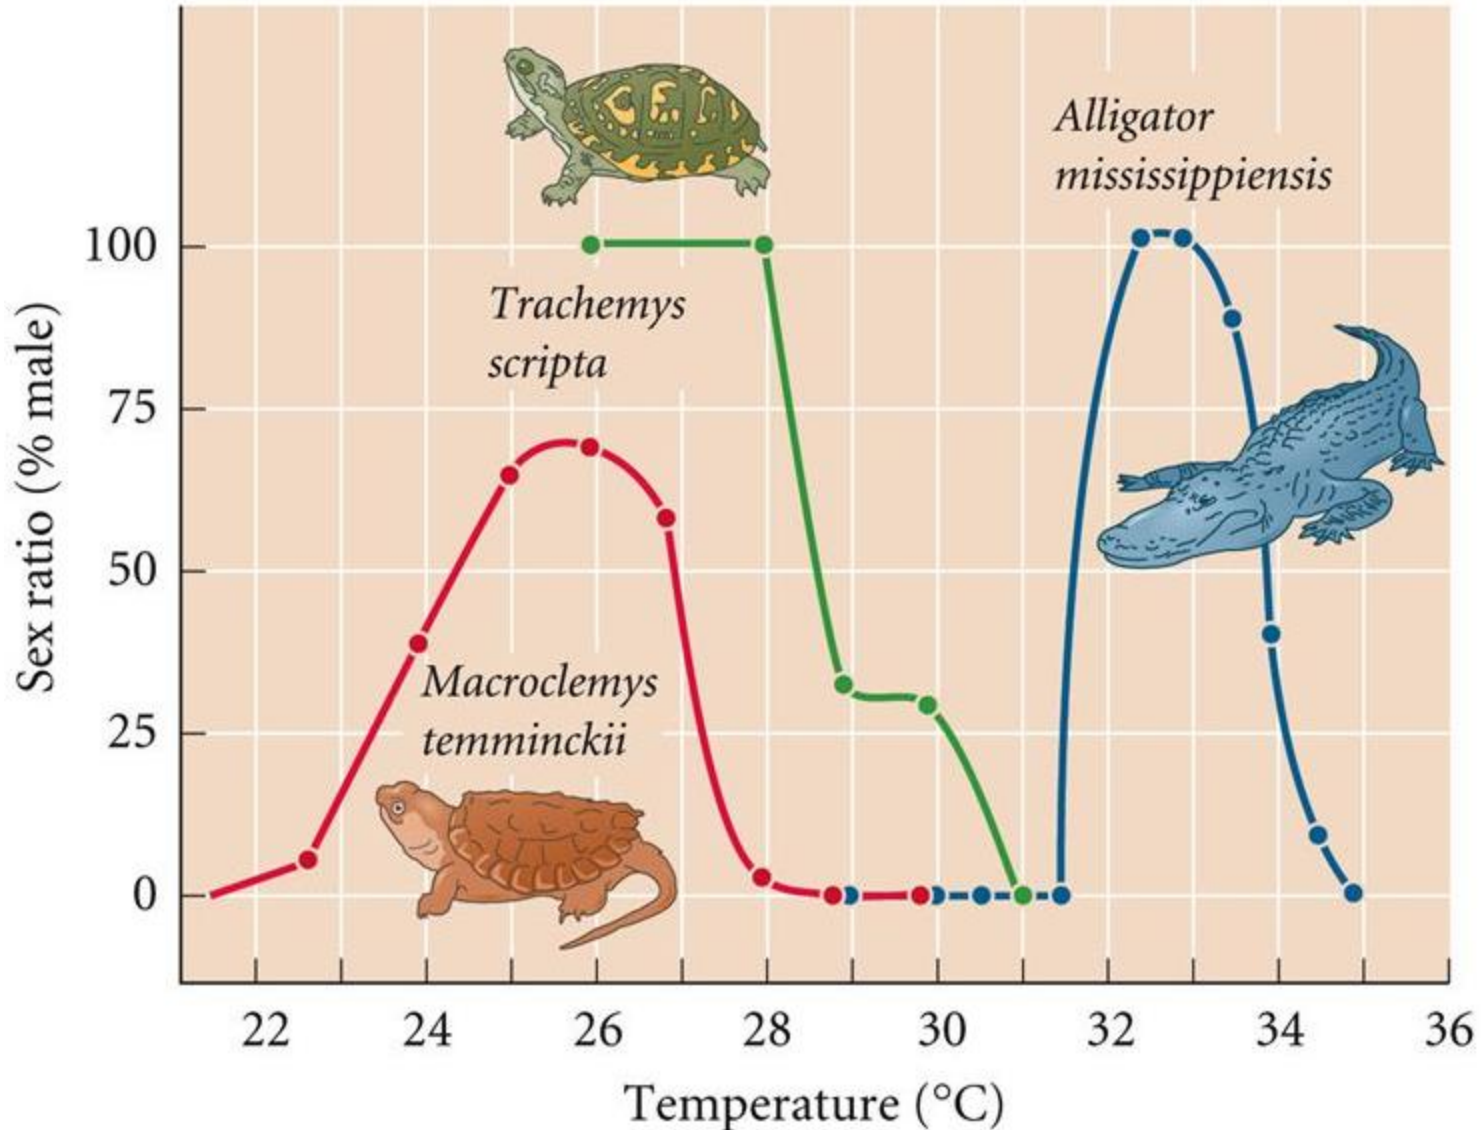 Alligator
mississippiensis
Trachemys
scripta
Macroclemys
temminckii
Sex ratio (% male)
100
75
50
25
0
22 24 26 28 30 32 34 36
Temperature (°C)